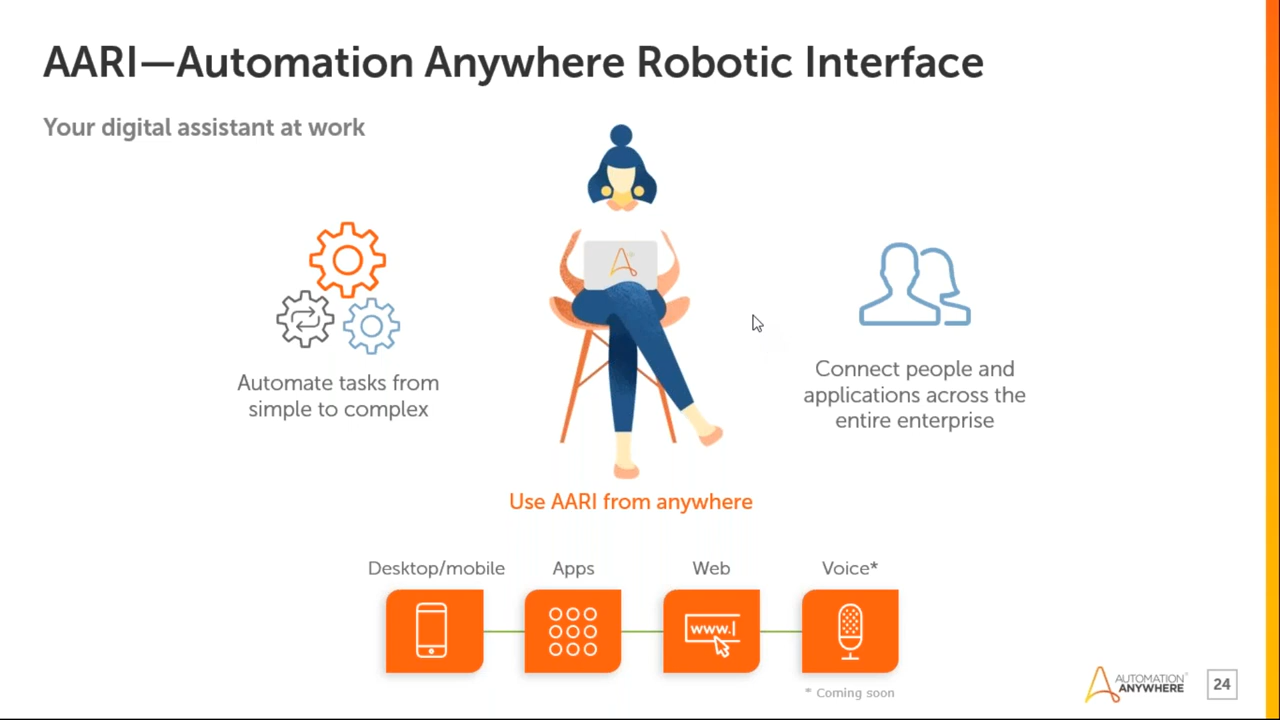 AARI—Automation Anywhere Robotic Interface
Your digital assistant at work
Automate tasks from
simple to complex
Connect people and
applications across the
entire enterprise
Use AARI from anywhere
Desktop/mobile
Apps
Web
Voice*
www.|
* Coming soon
AUTOMATION
ANYWHERE
24